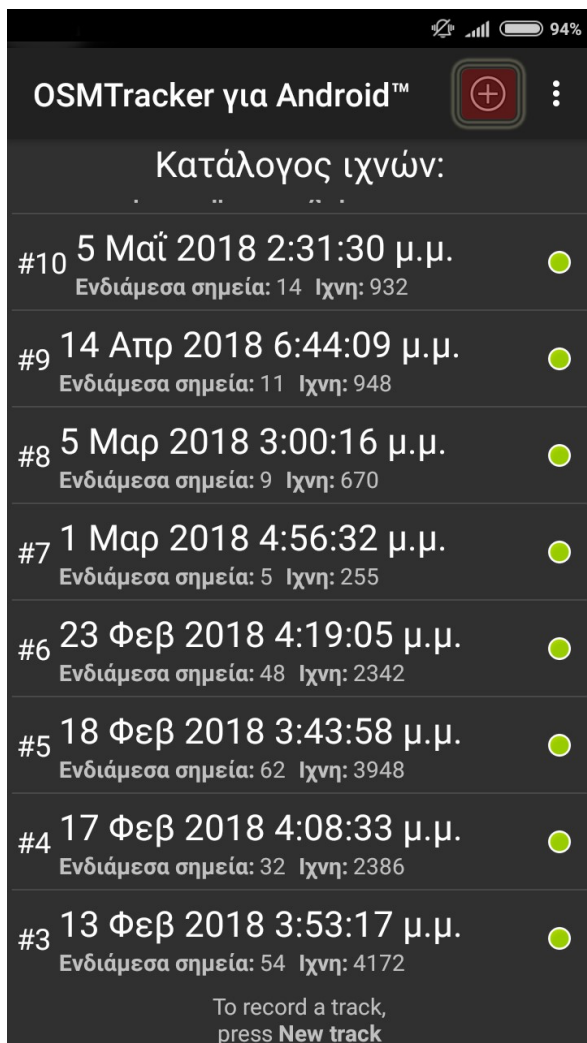 94%
OSMTracker για Android™
Κατάλογος ιχνών:
#10 5 Μαΐ 2018 2:31:30 μ.μ.
Ενδιάμεσα σημεία: 14 Ιχνη: 932
#9 14 Απρ 2018 6:44:09 μ.μ.
Ενδιάμεσα σημεία: 11 Ιχνη: 948
#8 5 Μαρ 2018 3:00:16 μ.μ.
Ενδιάμεσα σημεία: 9 Ιχνη: 670
#7 1 Μαρ 2018 4:56:32 μ.μ.
Ενδιάμεσα σημεία: 5 Ιχνη: 255
#6 23 Φεβ 2018 4:19:05 μ.μ.
Ενδιάμεσα σημεία: 48 Ιχνη: 2342
#5 18 Φεβ 2018 3:43:58 μ.μ.
Ενδιάμεσα σημεία: 62 Ιχνη: 3948
#4 17 Φεβ 2018 4:08:33 μ.μ.
Ενδιάμεσα σημεία: 32 Ιχνη: 2386
#3 13 Φεβ 2018 3:53:17 μ.μ.
Ενδιάμεσα σημεία: 54 Ιχνη: 4172
To record a track,
press New track